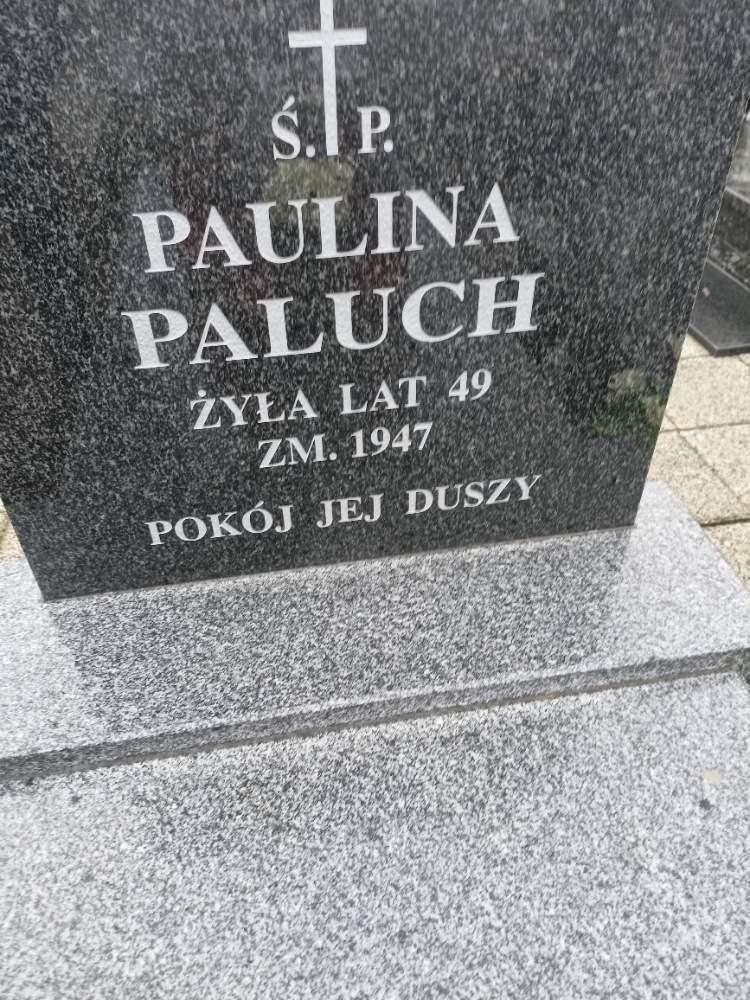 Ś. P.
PAULINA
PALUCH
ŻYŁA LAT 49
ZM. 1947
POKÓJ JEJ DUSZY